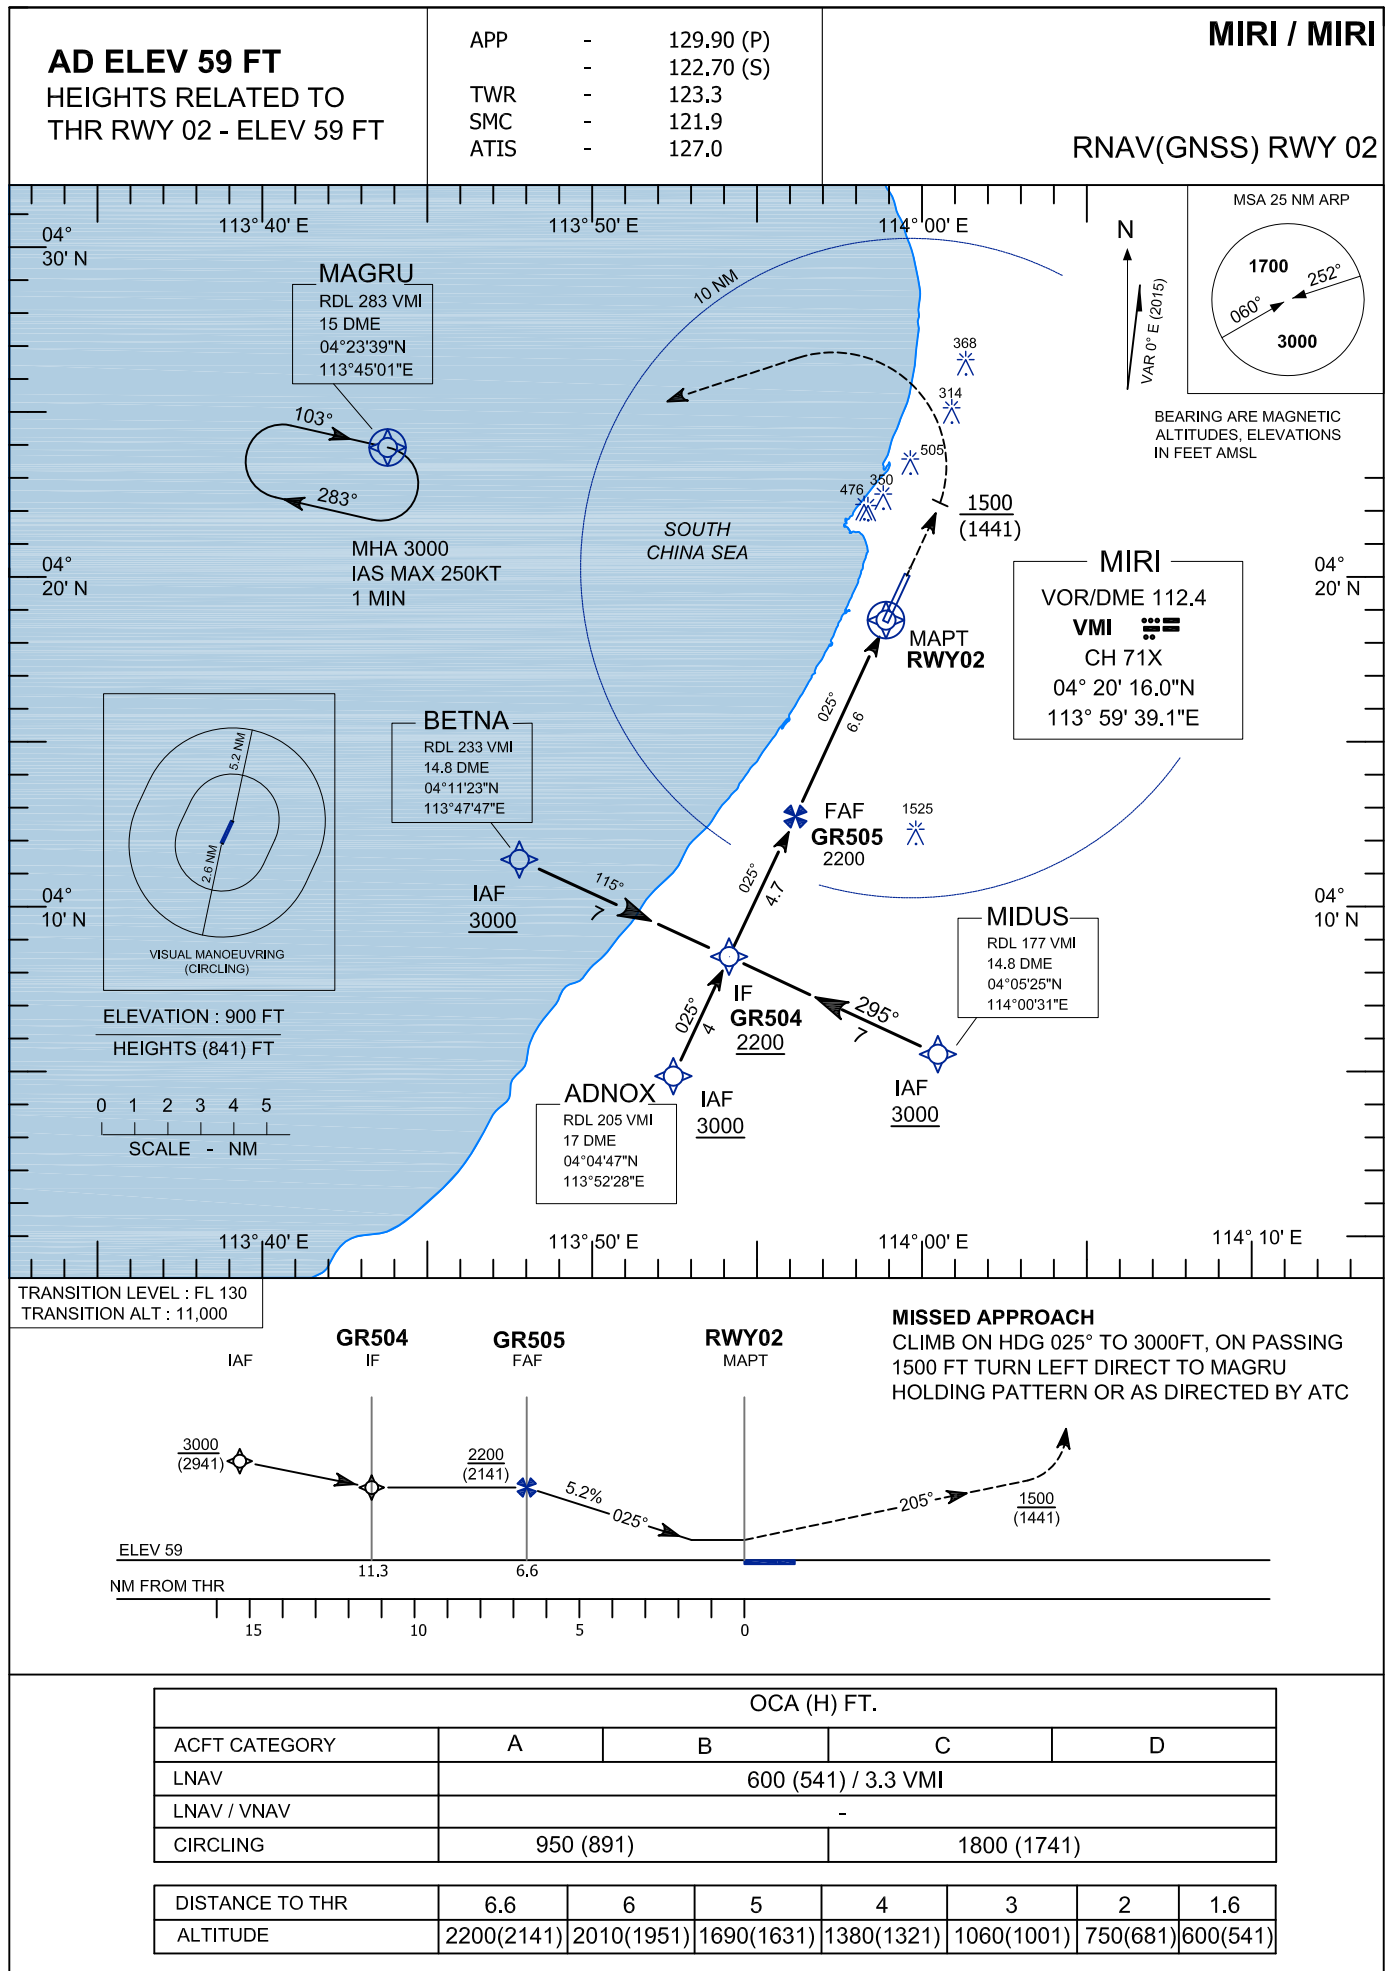 AD ELEV 59 FT
HEIGHTS RELATED TO
THR RWY 02 - ELEV 59 FT
APP - 129.90 (P)
- 122.70 (S)
TWR - 123.3
SMC - 121.9
ATIS - 127.0
MIRI / MIRI
RNAV(GNSS) RWY 02
113° 40' E
113° 50' E
114° 00' E
04°
30' N
MAGRU
RDL 283 VMI
15 DME
04°23'39"N
113°45'01"E
103°
283°
MHA 3000
IAS MAX 250KT
1 MIN
10 NM
N
VAR 0° E (2015)
MSA 25 NM ARP
1700
252°
060°
3000
BEARING ARE MAGNETIC
ALTITUDES, ELEVATIONS
IN FEET AMSL
368
314
505
350
476
1500
(1441)
SOUTH
CHINA SEA
04°
20' N
04°
20' N
MIRI
VOR/DME 112.4
VMI
CH 71X
04° 20' 16.0"N
113° 59' 39.1"E
MAPT
RWY02
025°
6.6
5.2 NM
2.6 NM
VISUAL MANOEUVRING
(CIRCLING)
ELEVATION : 900 FT
HEIGHTS (841) FT
BETNA
RDL 233 VMI
14.8 DME
04°11'23"N
113°47'47"E
IAF
3000
115°
7
FAF
GR505
2200
1525
025°
4.7
04°
10' N
04°
10' N
MIDUS
RDL 177 VMI
14.8 DME
04°05'25"N
114°00'31"E
IF
GR504
2200
295°
7
IAF
3000
025°
4
ADNOX
RDL 205 VMI
17 DME
04°04'47"N
113°52'28"E
IAF
3000
0 1 2 3 4 5
SCALE - NM
113° 40' E
113° 50' E
114° 00' E
114° 10' E
TRANSITION LEVEL : FL 130
TRANSITION ALT : 11,000
IAF
GR504
IF
GR505
FAF
RWY02
MAPT
MISSED APPROACH
CLIMB ON HDG 025° TO 3000FT, ON PASSING
1500 FT TURN LEFT DIRECT TO MAGRU
HOLDING PATTERN OR AS DIRECTED BY ATC
3000
(2941)
2200
(2141)
5.2%
025°
205°
1500
(1441)
ELEV 59
11.3
6.6
NM FROM THR
15 10 5 0
OCA (H) FT.
ACFT CATEGORY A B C D
LNAV 600 (541) / 3.3 VMI
LNAV / VNAV -
CIRCLING 950 (891) 1800 (1741)
DISTANCE TO THR 6.6 6 5 4 3 2 1.6
ALTITUDE 2200(2141) 2010(1951) 1690(1631) 1380(1321) 1060(1001) 750(681) 600(541)